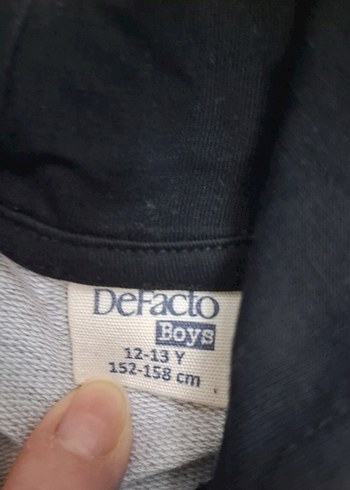 DeFacto
Boys
12-13 Y
152-158 cm